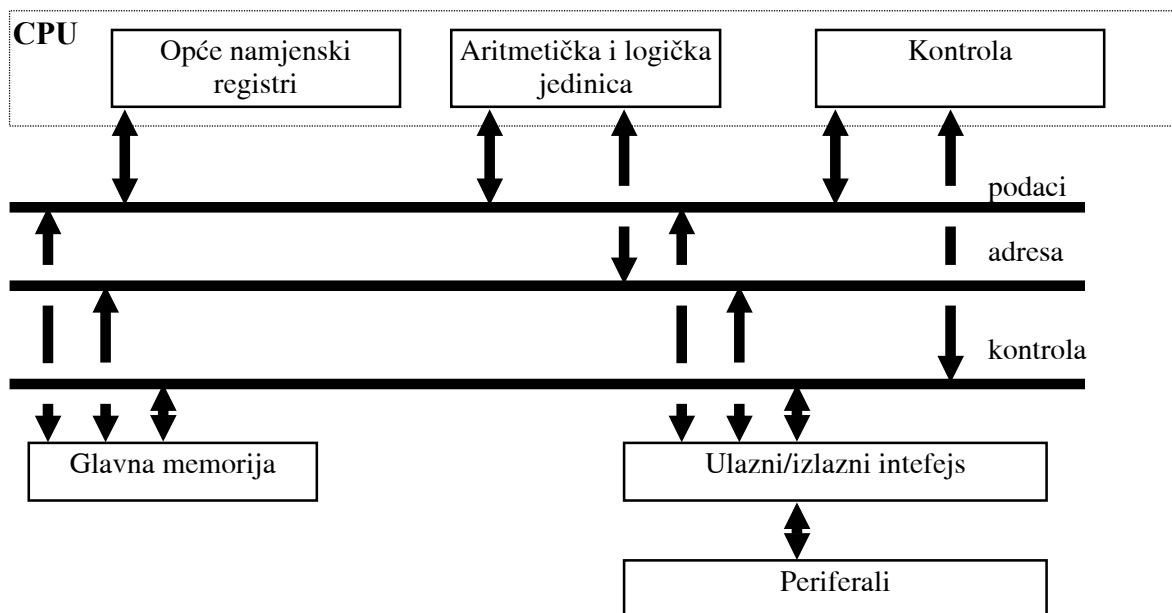 CPU
Opće namjenski
registri
Aritmetička i logička
jedinica
Kontrola
podaci
adresa
kontrola
Glavna memorija
Ulazni/izlazni intefejs
Periferali